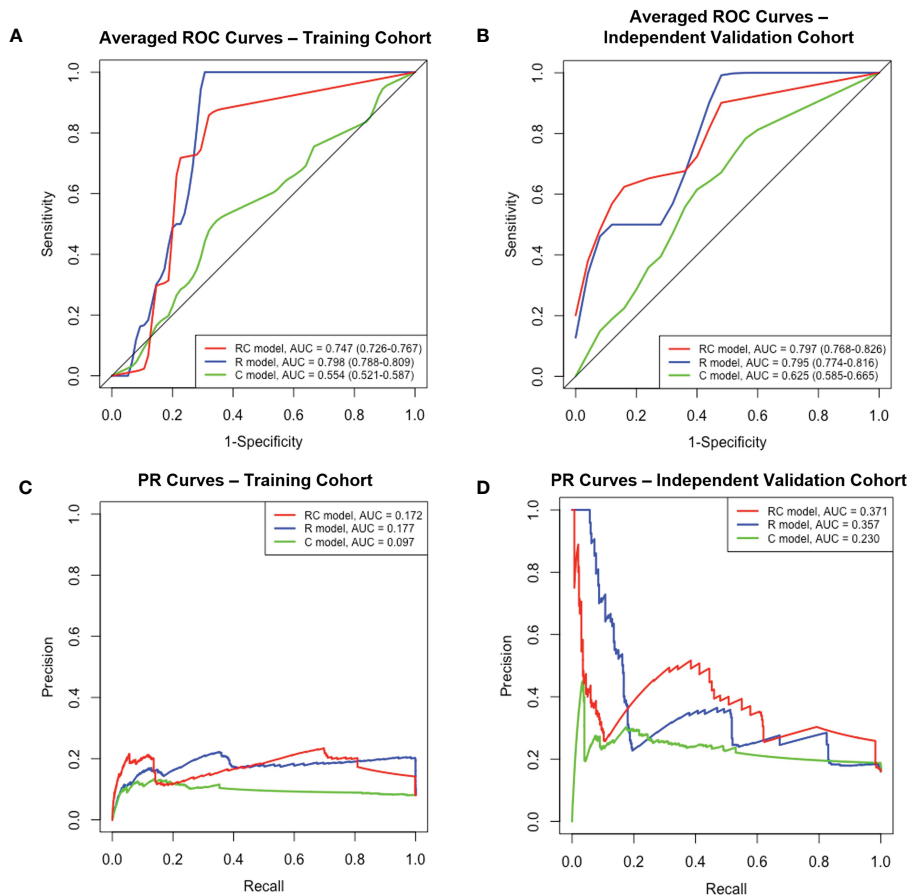 A
Averaged ROC Curves – Training Cohort
Sensitivity
0.0 0.2 0.4 0.6 0.8 1.0
RC model, AUC = 0.747 (0.726-0.767)
R model, AUC = 0.798 (0.788-0.809)
C model, AUC = 0.554 (0.521-0.587)
0.0 0.2 0.4 0.6 0.8 1.0
1-Specificity
B
Averaged ROC Curves –
Independent Validation Cohort
Sensitivity
0.0 0.2 0.4 0.6 0.8 1.0
RC model, AUC = 0.797 (0.768-0.826)
R model, AUC = 0.795 (0.774-0.816)
C model, AUC = 0.625 (0.585-0.665)
0.0 0.2 0.4 0.6 0.8 1.0
1-Specificity
C
PR Curves – Training Cohort
Precision
0.0 0.2 0.4 0.6 0.8 1.0
RC model, AUC = 0.172
R model, AUC = 0.177
C model, AUC = 0.097
0.0 0.2 0.4 0.6 0.8 1.0
Recall
D
PR Curves – Independent Validation Cohort
Precision
0.0 0.2 0.4 0.6 0.8 1.0
RC model, AUC = 0.371
R model, AUC = 0.357
C model, AUC = 0.230
0.0 0.2 0.4 0.6 0.8 1.0
Recall